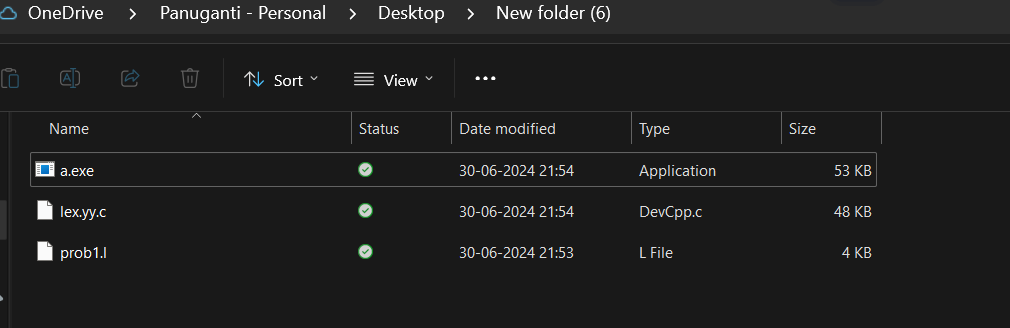 OneDrive > Panuganti - Personal > Desktop > New folder (6)
Sort View •••
Name Status Date modified Type Size
a.exe 30-06-2024 21:54 Application 53 KB
lex.yy.c 30-06-2024 21:54 DevCpp.c 48 KB
prob1.l 30-06-2024 21:53 L File 4 KB